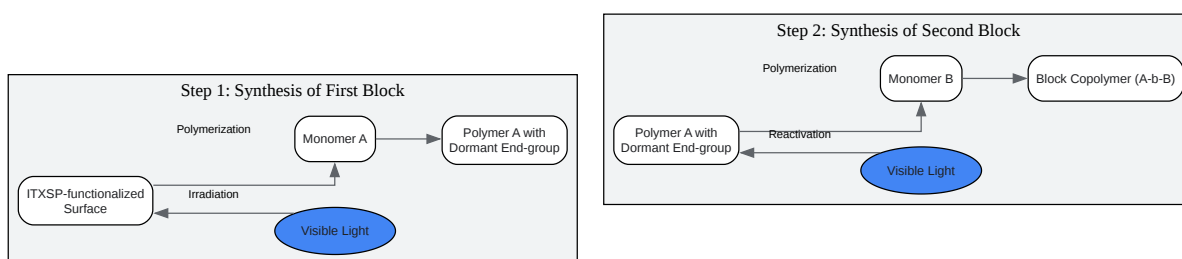 Step 1: Synthesis of First Block
Polymerization
Monomer A
Polymer A with
Dormant End-group
ITXSP-functionalized
Surface
Irradiation
Visible Light
Step 2: Synthesis of Second Block
Polymerization
Monomer B
Block Copolymer (A-b-B)
Polymer A with
Dormant End-group
Reactivation
Visible Light